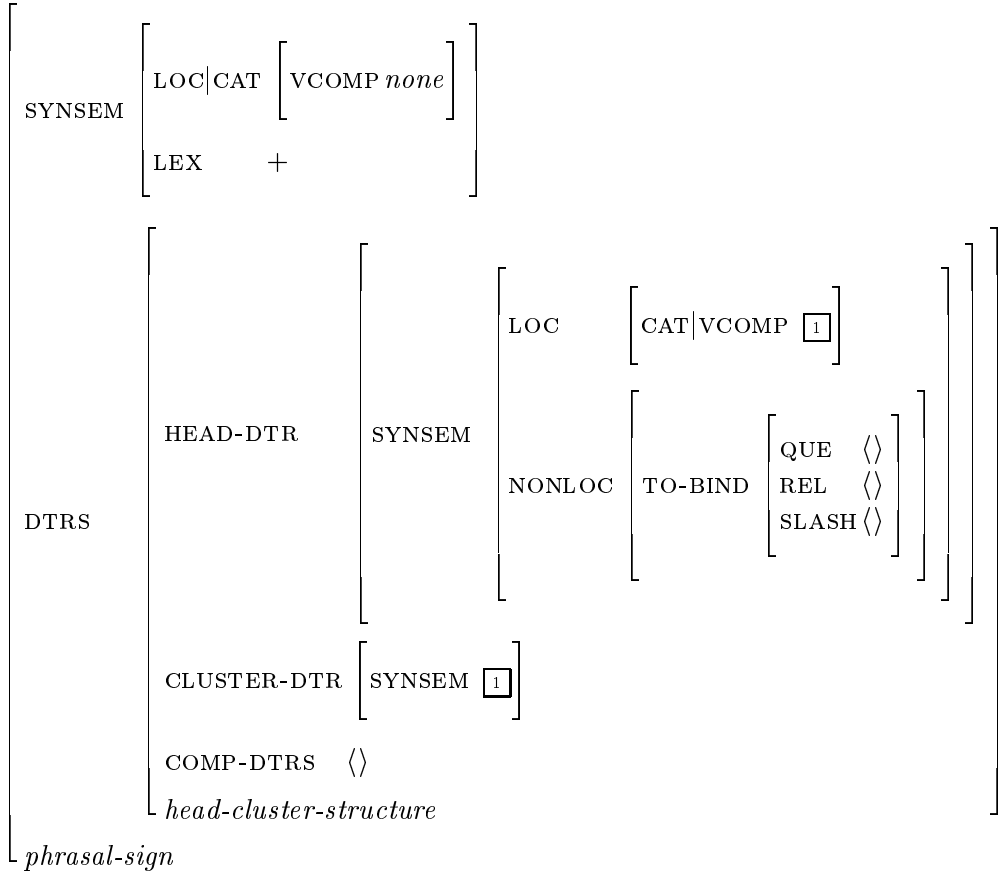 LOC|CAT [VCOMP none]
SYNSEM
LEX +
LOC [CAT|VCOMP [1]]
HEAD-DTR SYNSEM
QUE ⟨⟩
NONLOC TO-BIND REL ⟨⟩
SLASH ⟨⟩
DTRS
CLUSTER-DTR [SYNSEM [1]]
COMP-DTRS ⟨⟩
head-cluster-structure
phrasal-sign